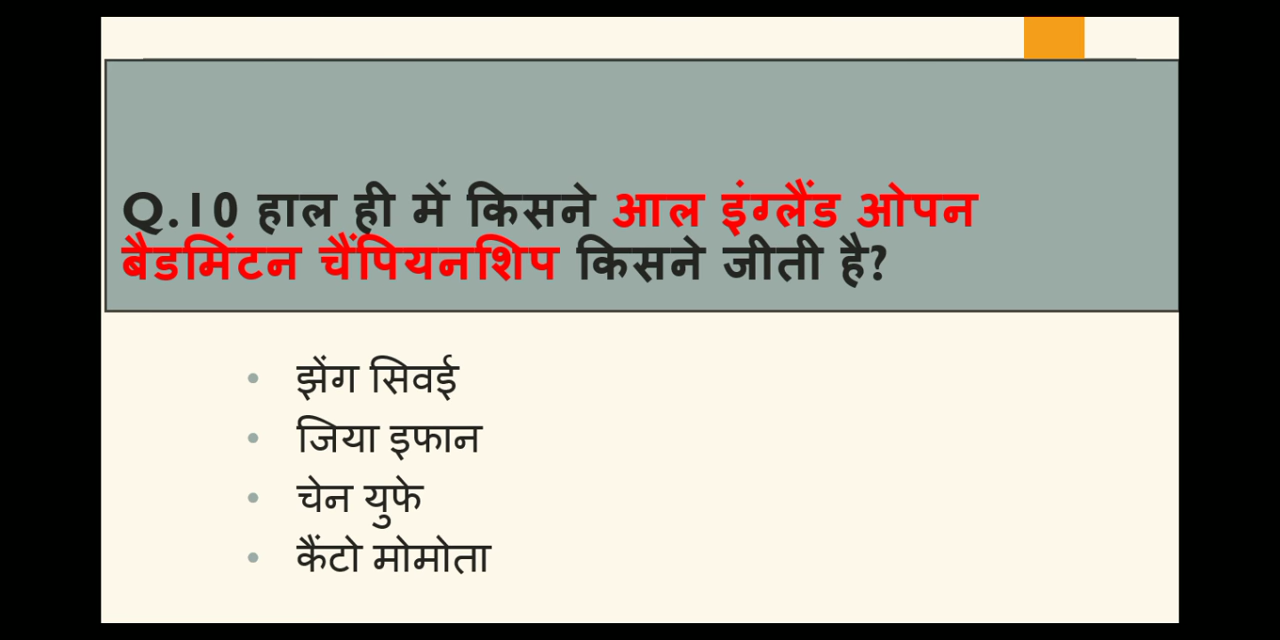 Q.10 हाल ही में किसने आल इंग्लैंड ओपन
बैडमिंटन चैंपियनशिप किसने जीती है?
• झेंग सिवई
• जिया इफान
• चेन युफे
• कैंटो मोमोता